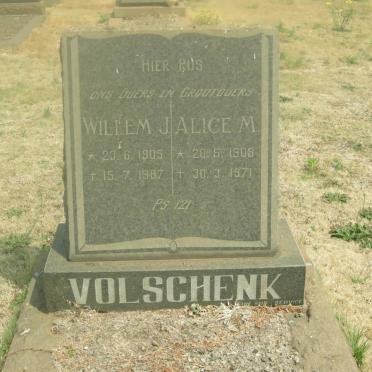 HIER RUS
ONS OUERS EN GROOTOUERS
WILLEM J. ALICE M.
* 23·6·1905 * 20·5·1908
† 15·7·1987 † 30·3·1971
PS 121
VOLSCHENK